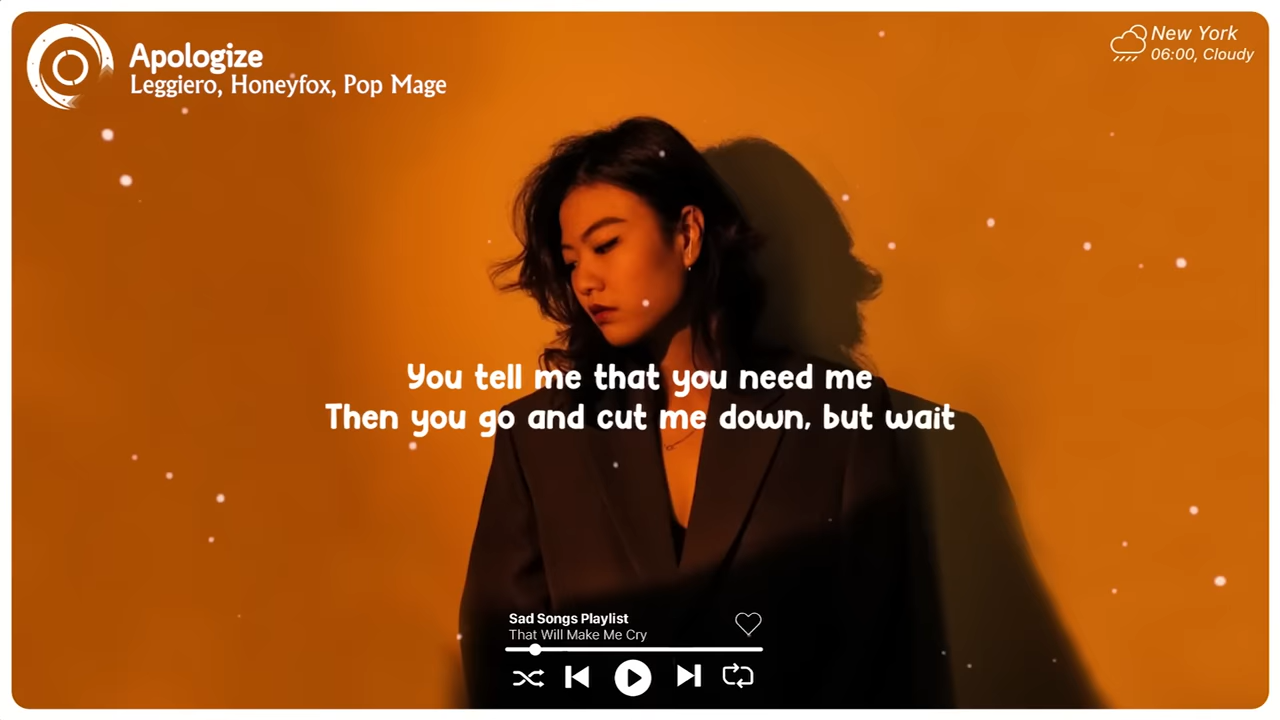 Apologize
Leggiero, Honeyfox, Pop Mage
New York
06:00, Cloudy
You tell me that you need me
Then you go and cut me down, but wait
Sad Songs Playlist
That Will Make Me Cry